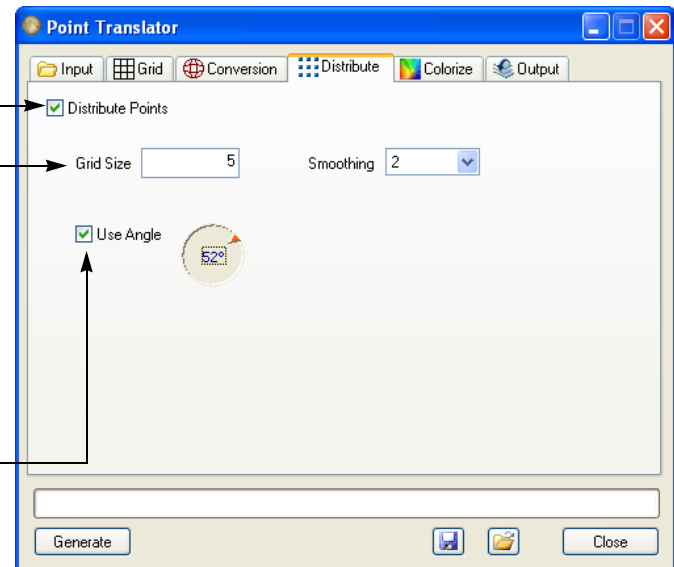 Point Translator
Input Grid Conversion Distribute Colorize Output
Distribute Points
Grid Size 5 Smoothing 2
Use Angle 52°
Generate Close